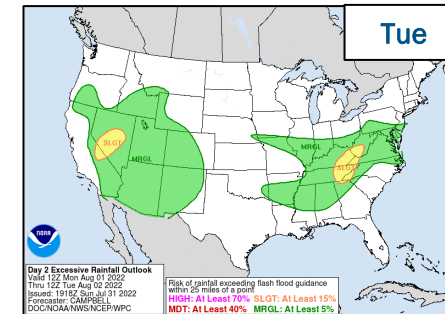 Tue
SLGT
MRGL
MRGL
SLGT
NOAA
Day 2 Excessive Rainfall Outlook
Valid 12Z Mon Aug 01 2022
Thru 12Z Tue Aug 02 2022
Issued: 1918Z Sun Jul 31 2022
Forecaster: CAMPBELL
DOC/NOAA/NWS/NCEP/WPC
Risk of rainfall exceeding flash flood guidance
within 25 miles of a point
HIGH: At Least 70% SLGT: At Least 15%
MDT: At Least 40% MRGL: At Least 5%